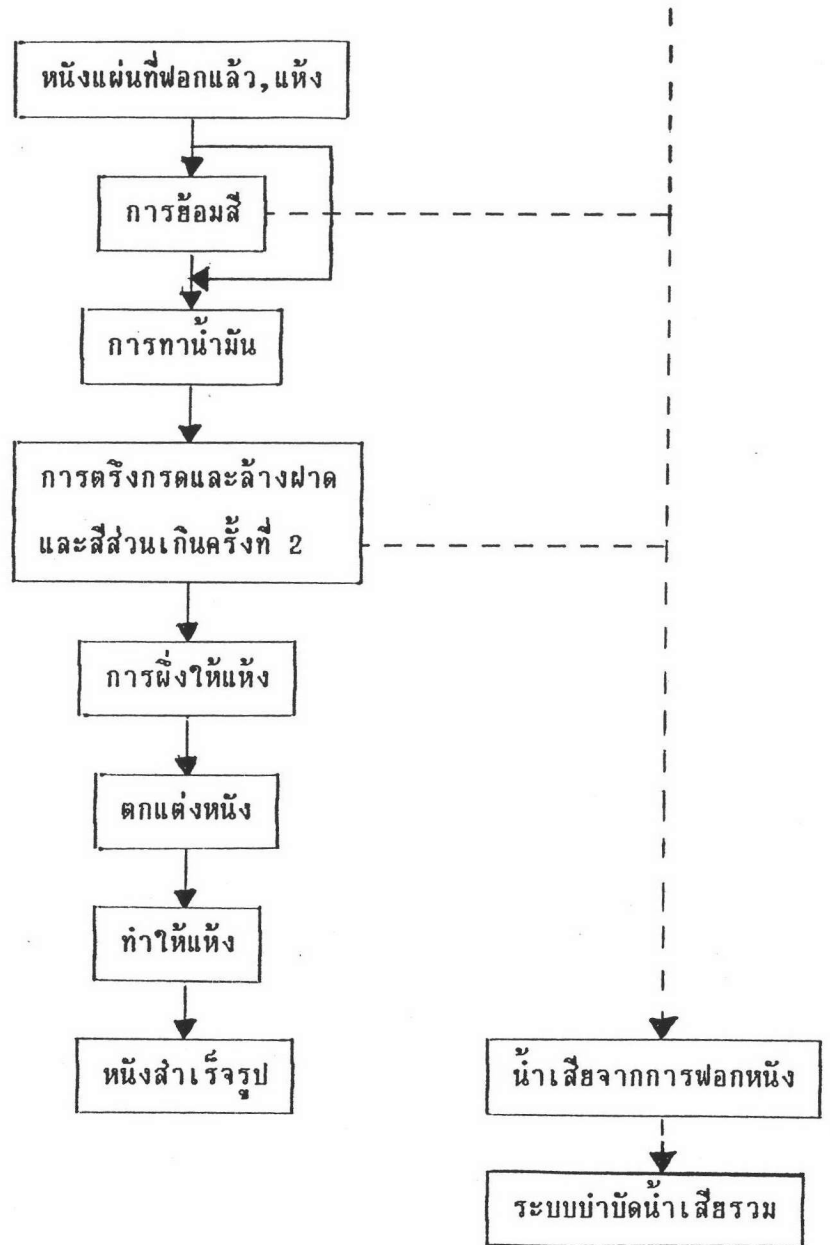 หนังแผ่นที่ฟอกแล้ว,แห้ง
การย้อมสี
การทาน้ำมัน
การตรึงกรดและล้างฝาด
และสีส่วนเกินครั้งที่ 2
การผึ่งให้แห้ง
ตกแต่งหนัง
ทำให้แห้ง
หนังสำเร็จรูป
น้ำเสียจากการฟอกหนัง
ระบบบำบัดน้ำเสียรวม